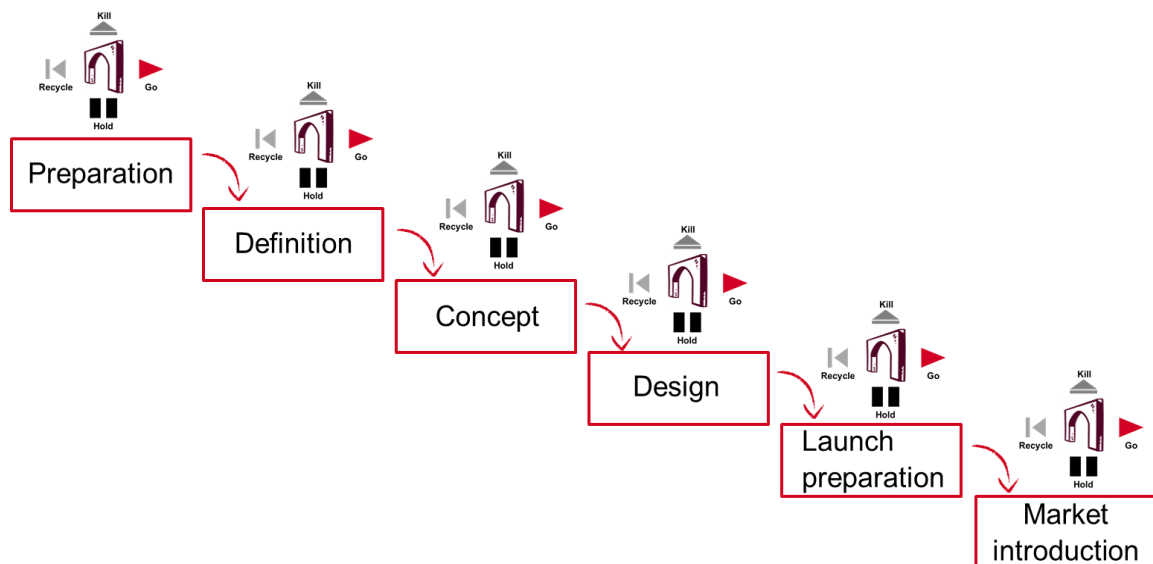 Kill
Recycle
Go
Hold
Preparation
Kill
Recycle
Go
Hold
Definition
Kill
Recycle
Go
Hold
Concept
Kill
Recycle
Go
Hold
Design
Kill
Recycle
Go
Hold
Launch
preparation
Kill
Recycle
Go
Hold
Market
introduction